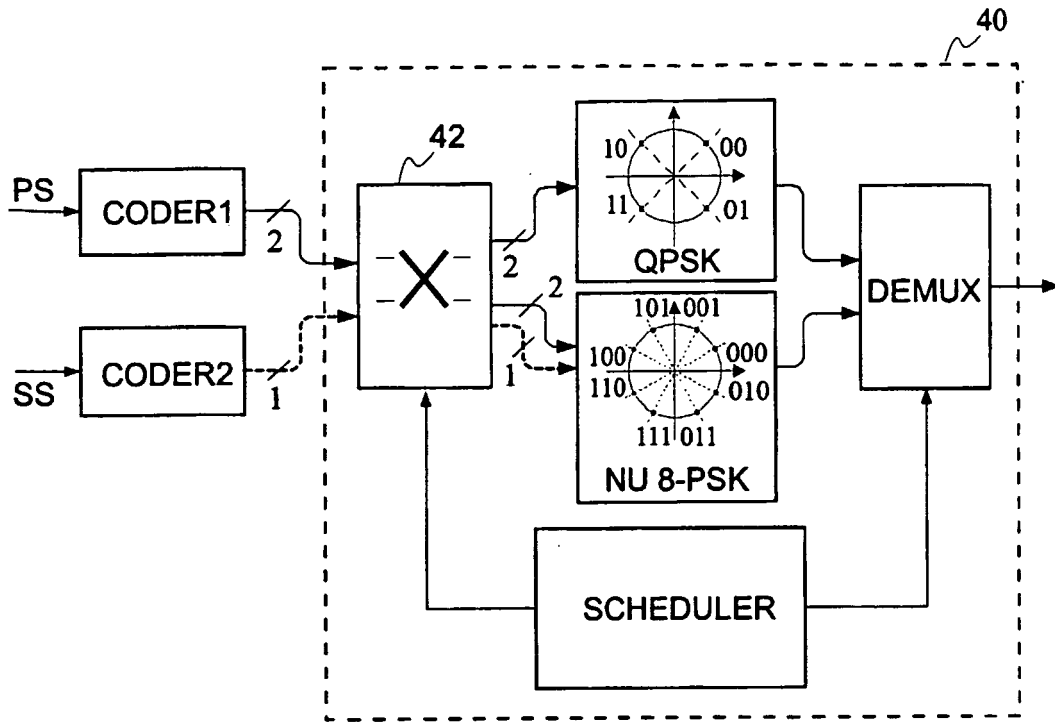 40
42
PS
CODER1
2
SS
CODER2
1
X
2
2
1
10
00
11
01
QPSK
101
001
100
000
110
010
111
011
NU 8-PSK
DEMUX
SCHEDULER